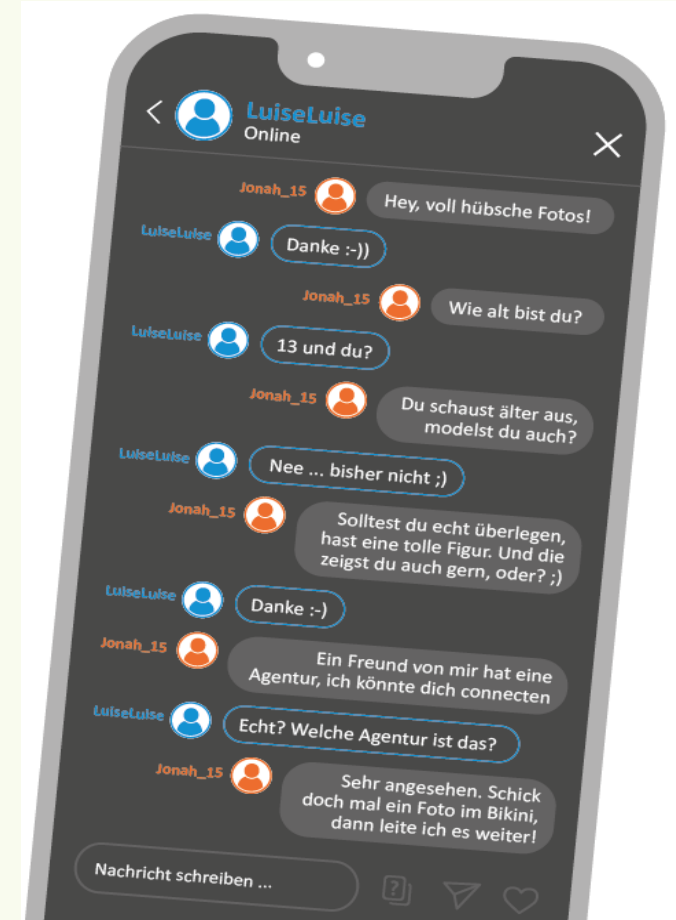 LuiseLuise
Online
Jonah_15
Hey, voll hübsche Fotos!
LuiseLuise
Danke :-))
Jonah_15
Wie alt bist du?
LuiseLuise
13 und du?
Jonah_15
Du schaust älter aus,
modelst du auch?
LuiseLuise
Nee ... bisher nicht ;)
Jonah_15
Solltest du echt überlegen,
hast eine tolle Figur. Und die
zeigst du auch gern, oder? ;)
LuiseLuise
Danke :-)
Jonah_15
Ein Freund von mir hat eine
Agentur, ich könnte dich connecten
LuiseLuise
Echt? Welche Agentur ist das?
Jonah_15
Sehr angesehen. Schick
doch mal ein Foto im Bikini,
dann leite ich es weiter!
Nachricht schreiben ...
?